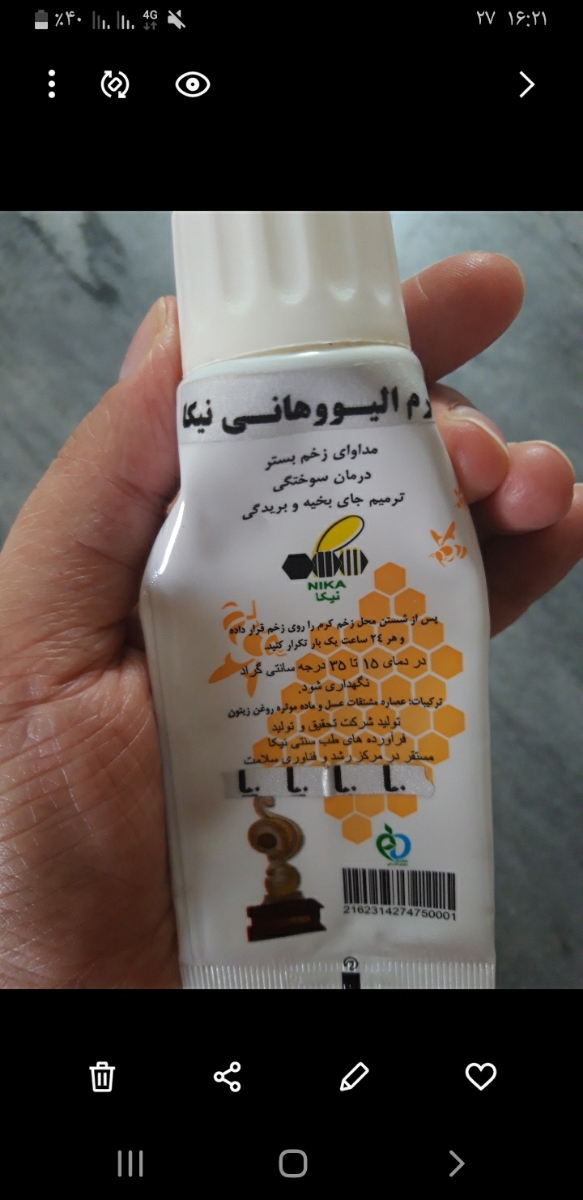 ٪۴۰ 4G ۲۷ ۱۶:۲۱
رم الیــووهانــی نیکا
مداوای زخم بستر
درمان سوختگی
ترمیم جای بخیه و بریدگی
NIKA
نیکا
پس از شستن محل زخم کرم را روی زخم قرار داده
و هر ۲۴ ساعت یک بار تکرار کنید
در دمای ۱۵ تا ۳۵ درجه سانتی گراد
نگهداری شود.
ترکیبات: عصاره مشتقات عسل و ماده موثره روغن زیتون
تولید شرکت تحقیق و تولید
فرآورده های طب سنتی نیکا
مستقر در مرکز رشد و فناوری سلامت
2162314274750001